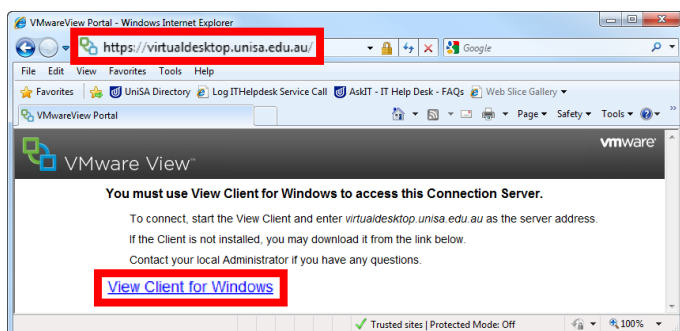 VMwareView Portal - Windows Internet Explorer
https://virtualdesktop.unisa.edu.au/
Google
File Edit View Favorites Tools Help
Favorites UniSA Directory Log ITHelpdesk Service Call AskIT - IT Help Desk - FAQs Web Slice Gallery
VMwareView Portal
Page Safety Tools
vmware
VMware View™
You must use View Client for Windows to access this Connection Server.
To connect, start the View Client and enter virtualdesktop.unisa.edu.au as the server address.
If the Client is not installed, you may download it from the link below.
Contact your local Administrator if you have any questions.
View Client for Windows
Trusted sites | Protected Mode: Off 100%